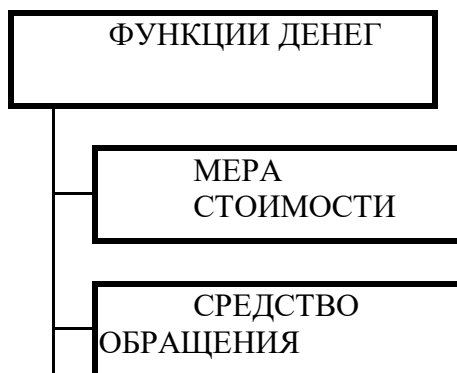 ФУНКЦИИ ДЕНЕГ
МЕРА
СТОИМОСТИ
СРЕДСТВО
ОБРАЩЕНИЯ